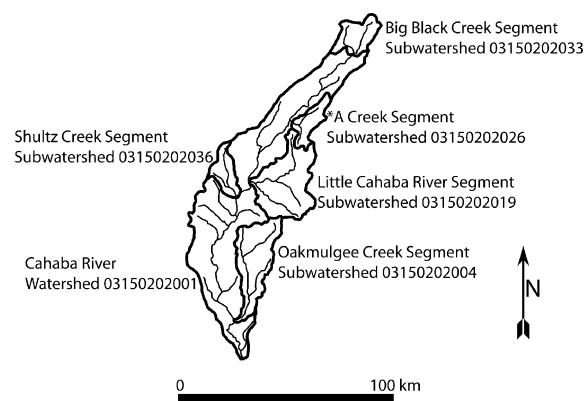 Big Black Creek Segment
Subwatershed 03150202033
*A Creek Segment
Subwatershed 03150202026
Shultz Creek Segment
Subwatershed 03150202036
Little Cahaba River Segment
Subwatershed 03150202019
Oakmulgee Creek Segment
Subwatershed 03150202004
Cahaba River
Watershed 03150202001
N
0 100 km